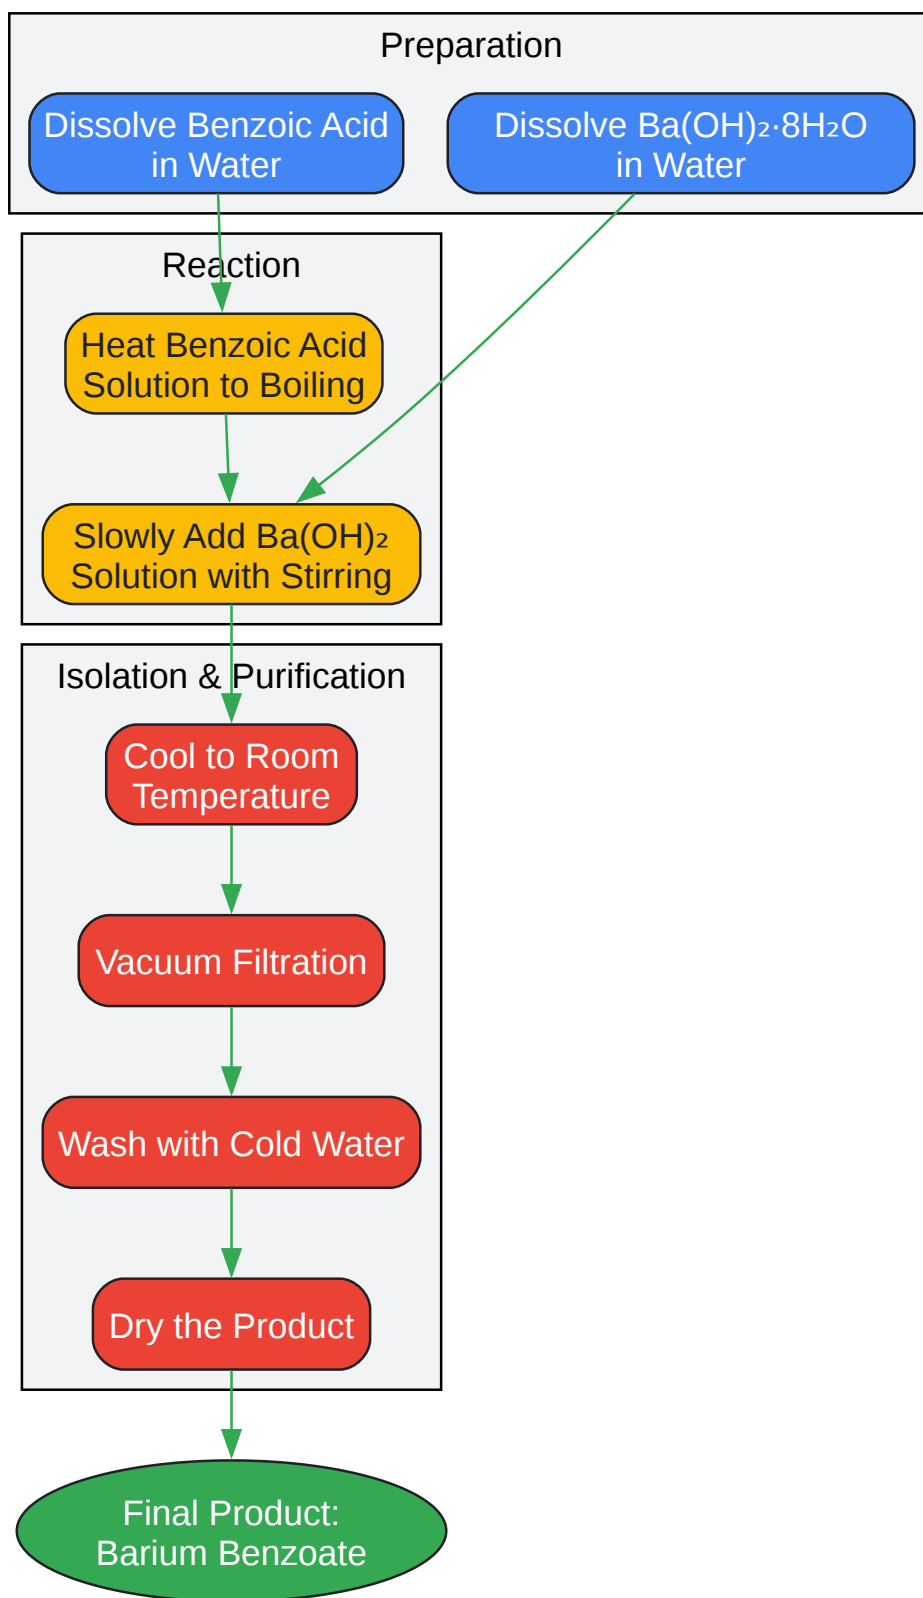 Preparation
Dissolve Benzoic Acid
in Water
Dissolve Ba(OH)₂·8H₂O
in Water
Reaction
Heat Benzoic Acid
Solution to Boiling
Slowly Add Ba(OH)₂
Solution with Stirring
Isolation & Purification
Cool to Room
Temperature
Vacuum Filtration
Wash with Cold Water
Dry the Product
Final Product:
Barium Benzoate